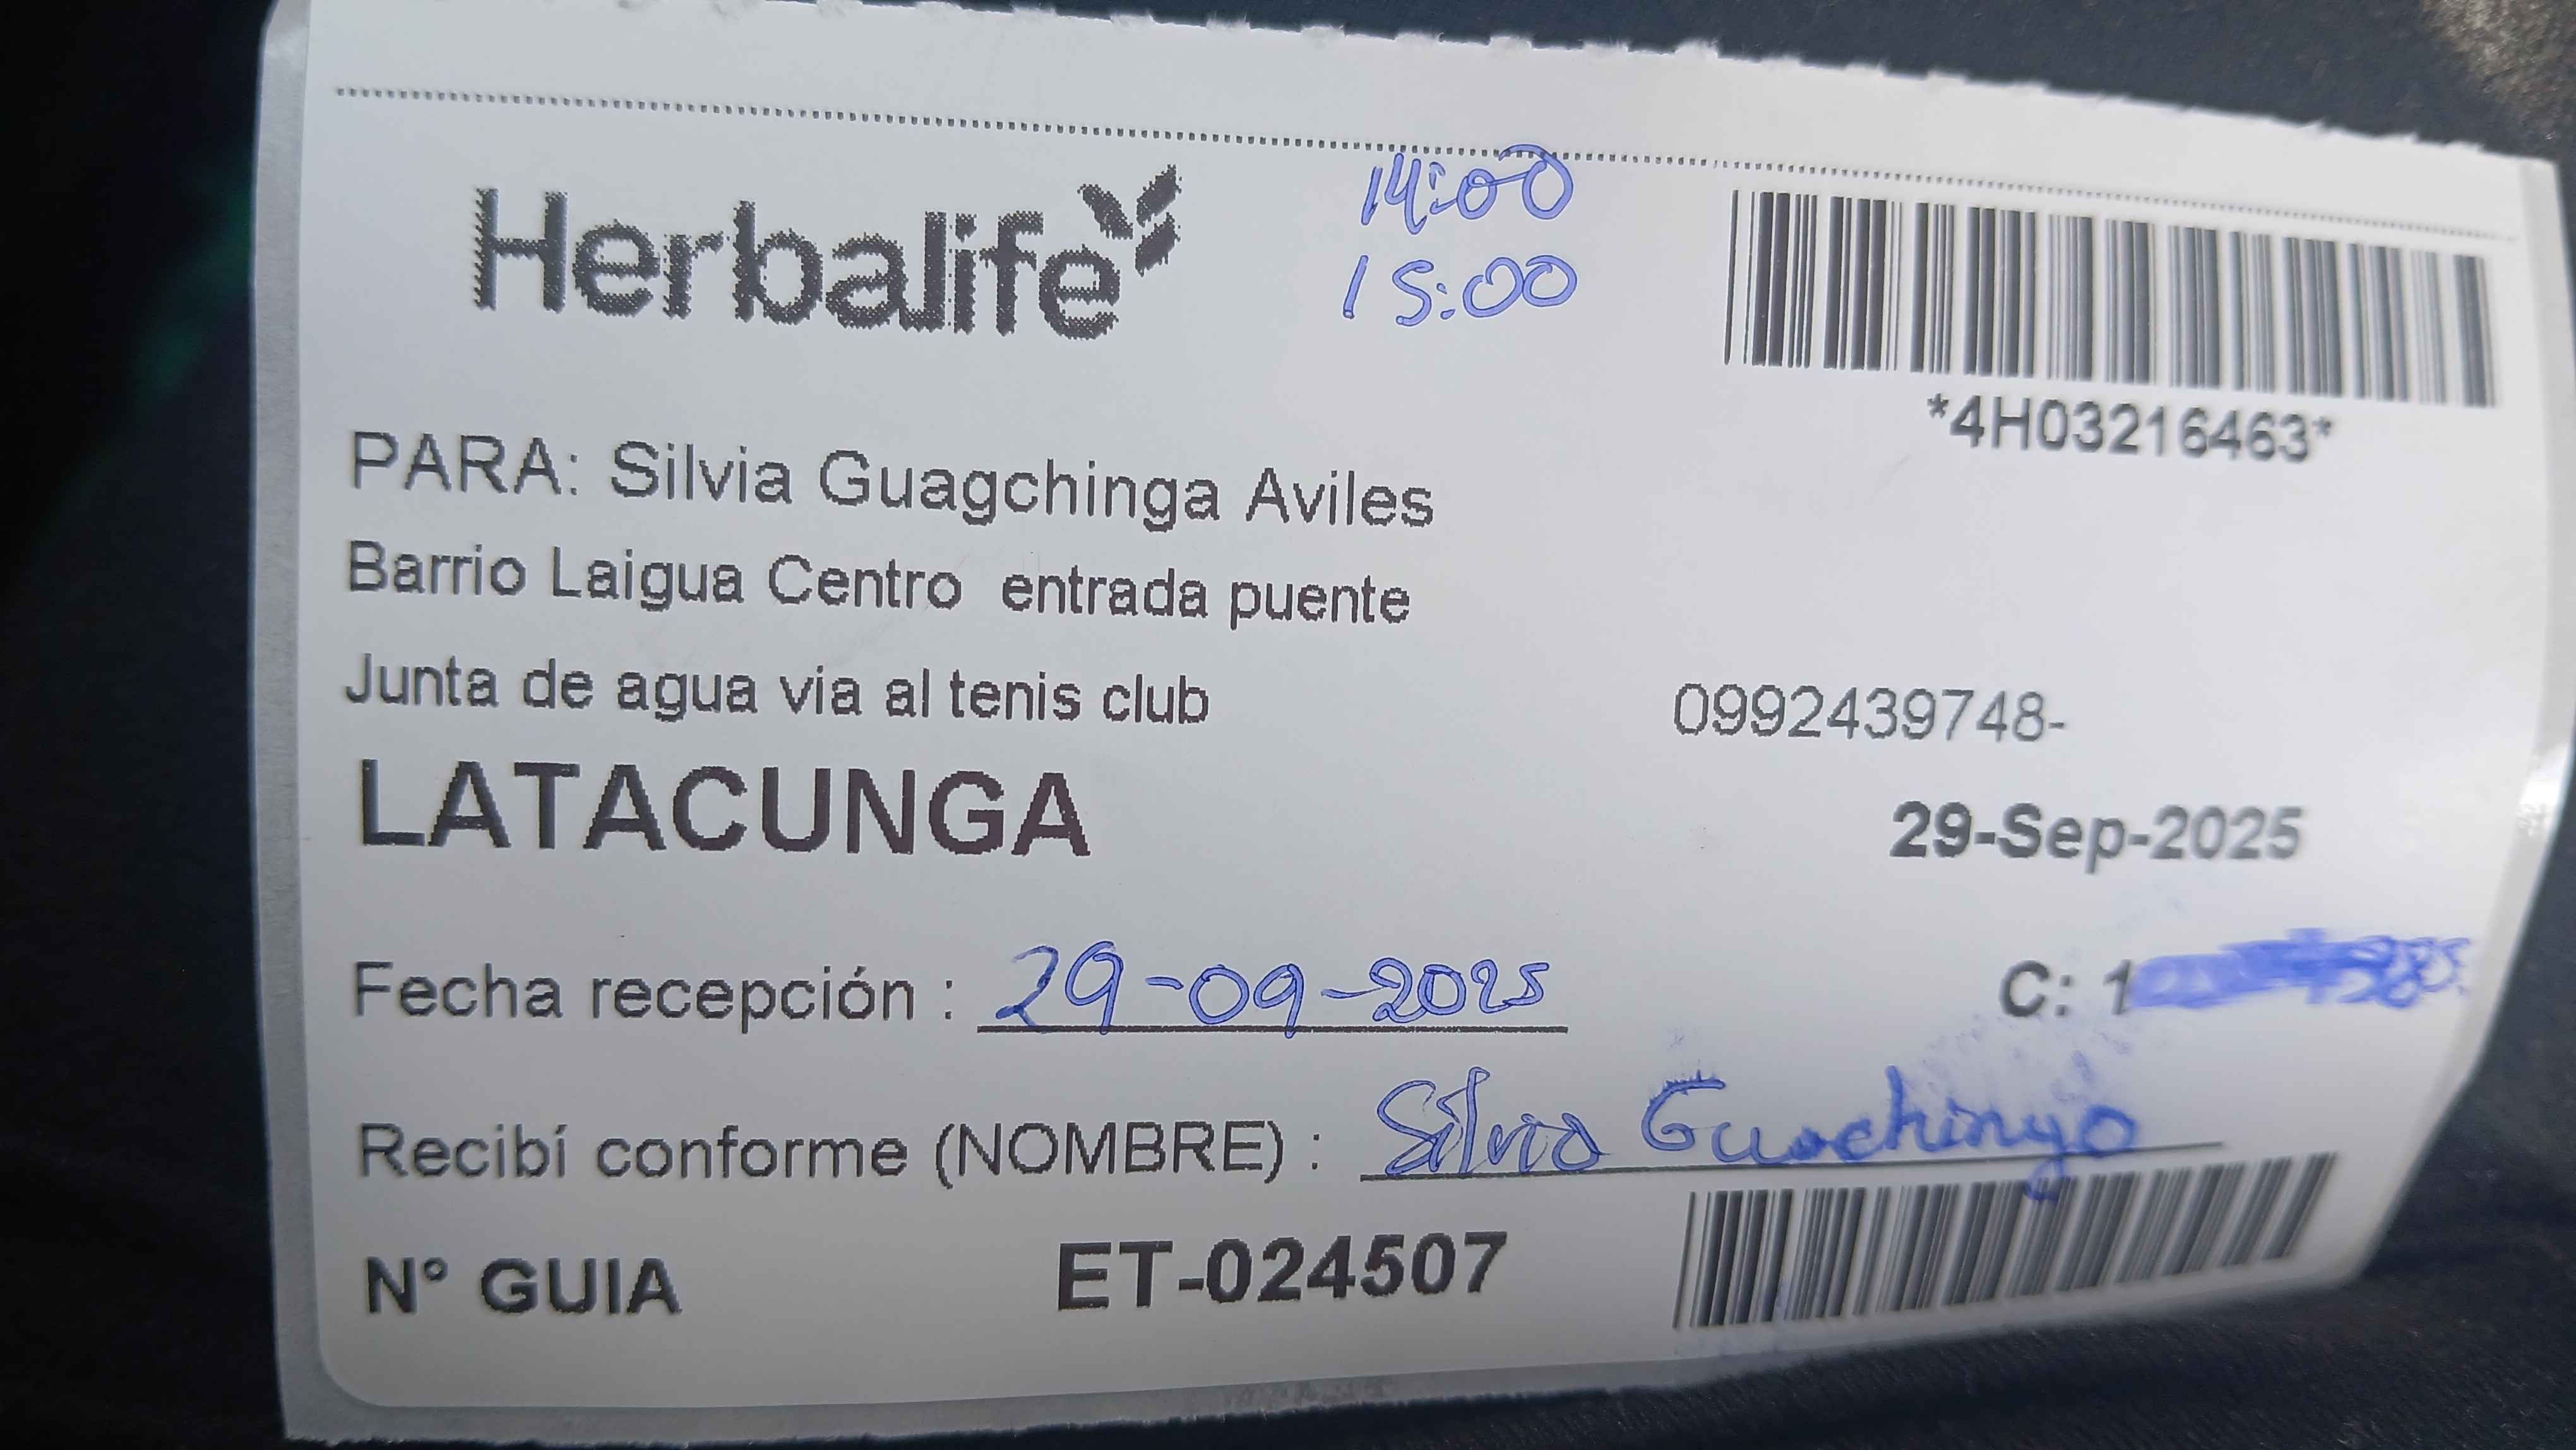 Herbalife
14:00
15:00
*4H03216463*
PARA: Silvia Guagchinga Aviles
Barrio Laigua Centro entrada puente
Junta de agua via al tenis club
0992439748-
LATACUNGA
29-Sep-2025
Fecha recepción : 29-09-2025
C: 1
Recibí conforme (NOMBRE) : Silvia Guachinga
N° GUIA ET-024507